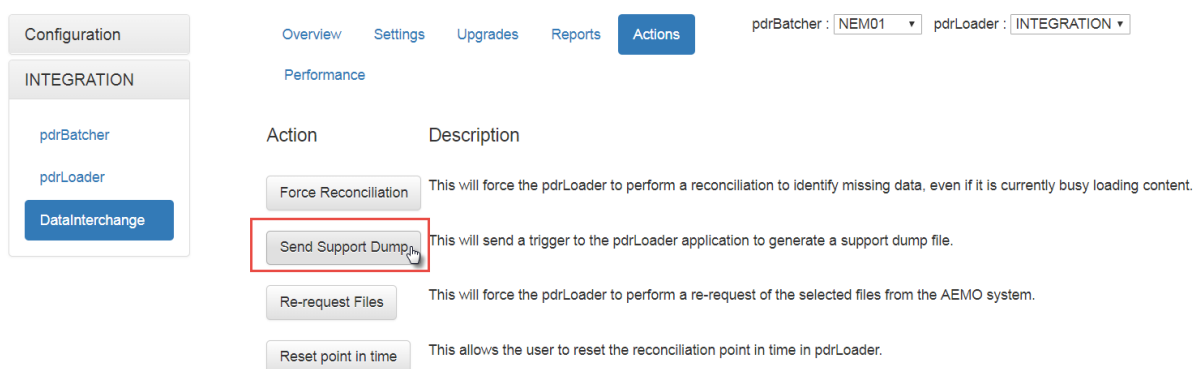 Configuration
INTEGRATION
pdrBatcher
pdrLoader
DataInterchange
Overview Settings Upgrades Reports Actions
Performance
pdrBatcher : NEM01 pdrLoader : INTEGRATION
Action Description
Force Reconciliation This will force the pdrLoader to perform a reconciliation to identify missing data, even if it is currently busy loading content.
Send Support Dump This will send a trigger to the pdrLoader application to generate a support dump file.
Re-request Files This will force the pdrLoader to perform a re-request of the selected files from the AEMO system.
Reset point in time This allows the user to reset the reconciliation point in time in pdrLoader.